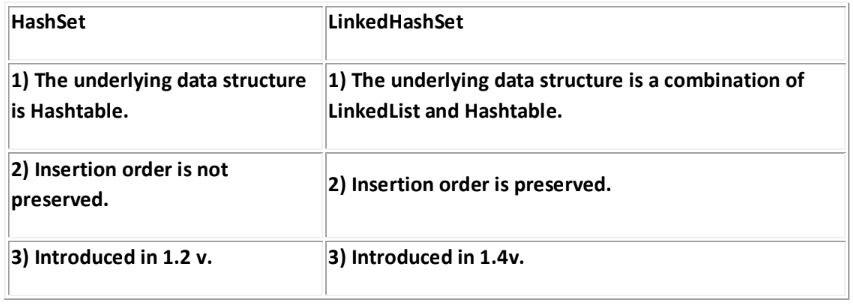 HashSet
LinkedHashSet
1) The underlying data structure
is Hashtable.
1) The underlying data structure is a combination of
LinkedList and Hashtable.
2) Insertion order is not
preserved.
2) Insertion order is preserved.
3) Introduced in 1.2 v.
3) Introduced in 1.4v.